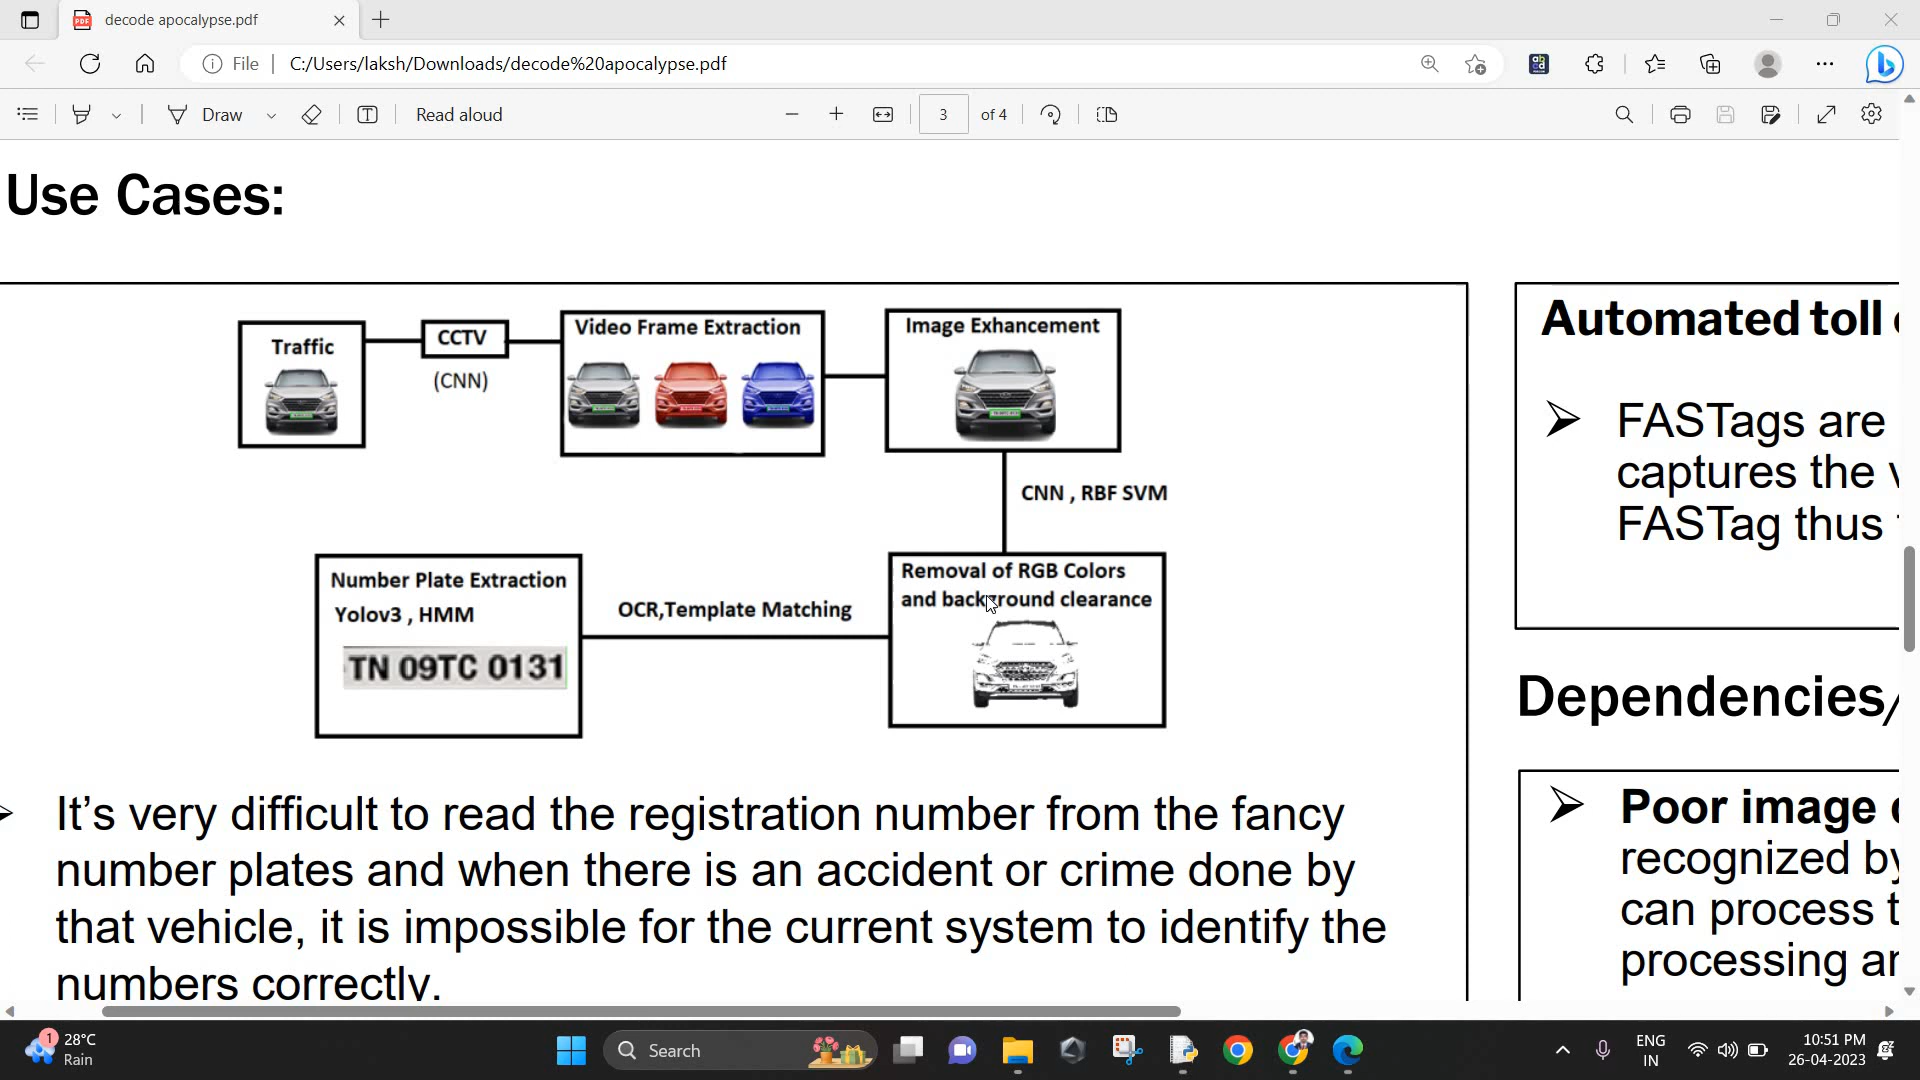 decode apocalypse.pdf
File
C:/Users/laksh/Downloads/decode%20apocalypse.pdf
Draw
Read aloud
3 of 4
Use Cases:
Traffic
CCTV
(CNN)
Video Frame Extraction
Image Exhancement
CNN , RBF SVM
Removal of RGB Colors
and background clearance
OCR,Template Matching
Number Plate Extraction
Yolov3 , HMM
TN 09TC 0131
It’s very difficult to read the registration number from the fancy
number plates and when there is an accident or crime done by
that vehicle, it is impossible for the current system to identify the
numbers correctly.
Automated toll
FASTags are
captures the
FASTag thus
Dependencies/
Poor image
recognized by
can process
processing
1
28°C
Rain
Search
ENG
IN
10:51 PM
26-04-2023